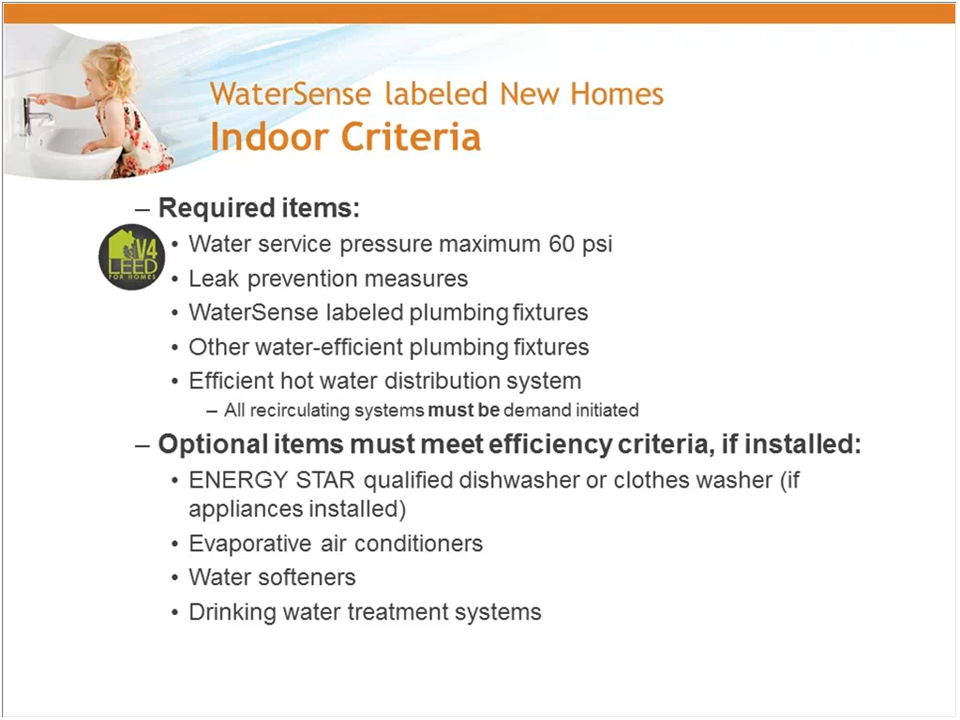 WaterSense labeled New Homes
Indoor Criteria
– Required items:
V4
LEED
FOR HOMES
• Water service pressure maximum 60 psi
• Leak prevention measures
• WaterSense labeled plumbing fixtures
• Other water-efficient plumbing fixtures
• Efficient hot water distribution system
– All recirculating systems must be demand initiated
– Optional items must meet efficiency criteria, if installed:
• ENERGY STAR qualified dishwasher or clothes washer (if
appliances installed)
• Evaporative air conditioners
• Water softeners
• Drinking water treatment systems